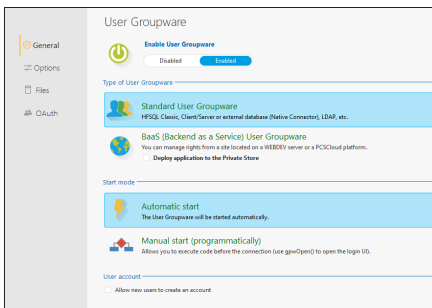 User Groupware
General
Options
Files
OAuth
Enable User Groupware
Disabled Enabled
Type of User Groupware
Standard User Groupware
HFSQL Classic, Client/Server or external database (Native Connector), LDAP, etc.
BaaS (Backend as a Service) User Groupware
You can manage rights from a site located on a WEBDEV server or a PCSCloud platform.
Deploy application to the Private Store
Start mode
Automatic start
The User Groupware will be started automatically.
Manual start (programmatically)
Allows you to execute code before the connection (use gpwOpen() to open the login UI).
User account
Allow new users to create an account